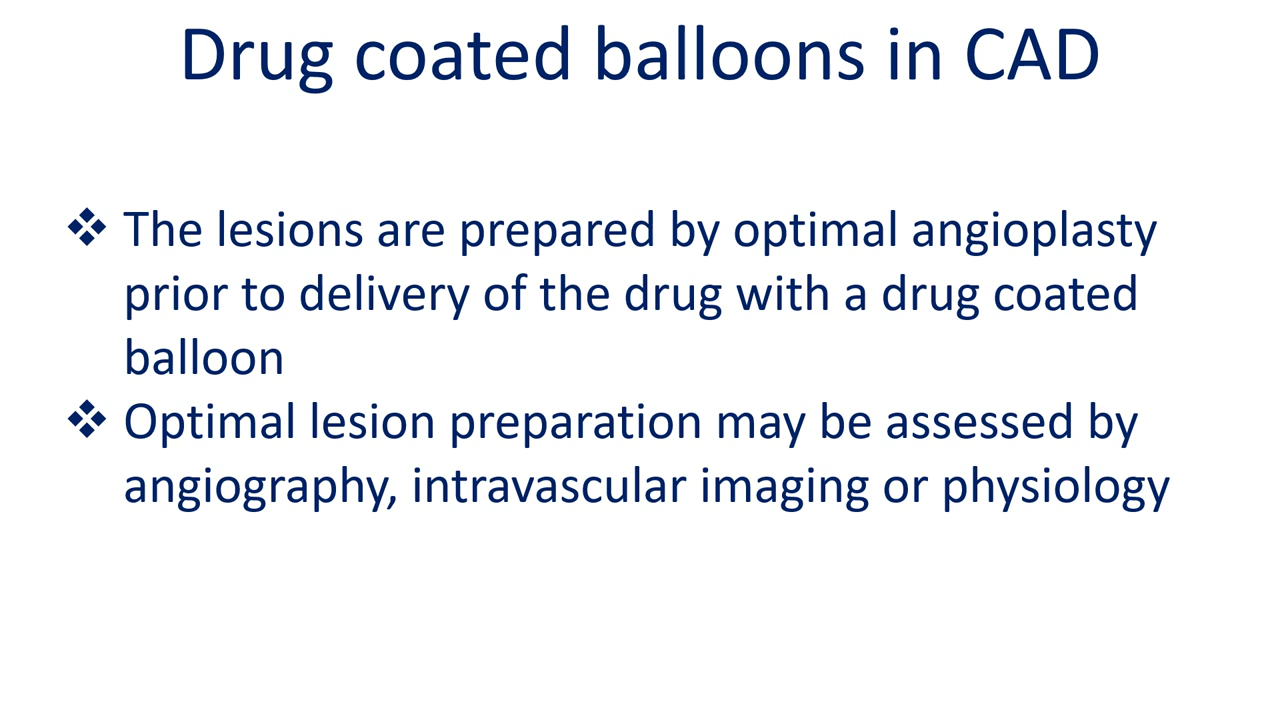 Drug coated balloons in CAD
❖ The lesions are prepared by optimal angioplasty
prior to delivery of the drug with a drug coated
balloon
❖ Optimal lesion preparation may be assessed by
angiography, intravascular imaging or physiology